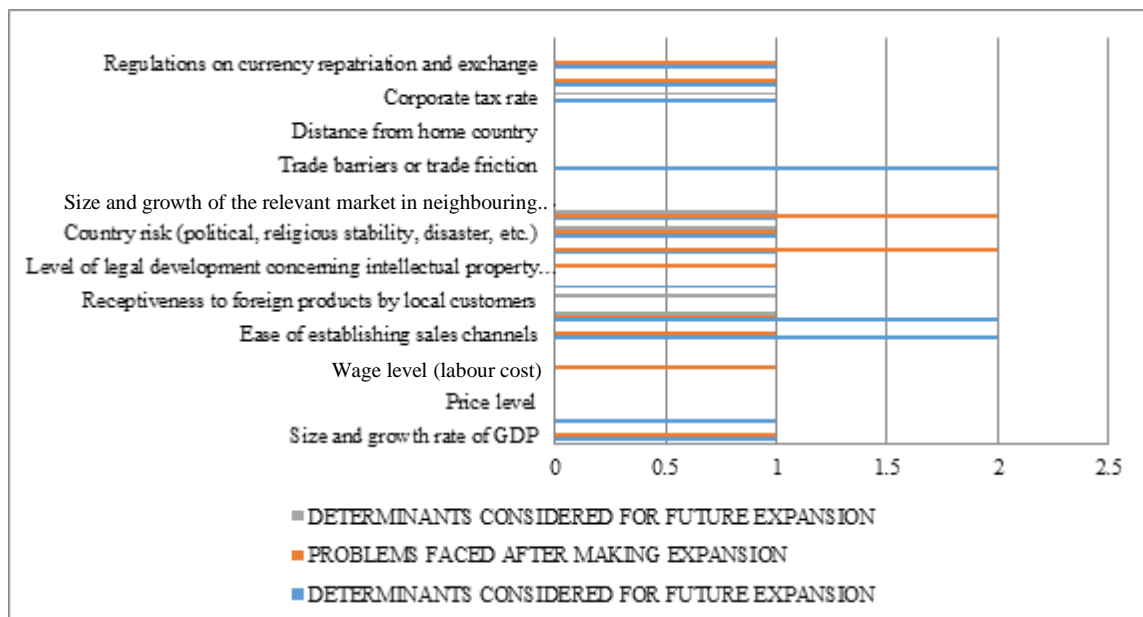 Regulations on currency repatriation and exchange
Corporate tax rate
Distance from home country
Trade barriers or trade friction
Size and growth of the relevant market in neighbouring..
Country risk (political, religious stability, disaster, etc.)
Level of legal development concerning intellectual property...
Receptiveness to foreign products by local customers
Ease of establishing sales channels
Wage level (labour cost)
Price level
Size and growth rate of GDP
0 0.5 1 1.5 2 2.5
DETERMINANTS CONSIDERED FOR FUTURE EXPANSION
PROBLEMS FACED AFTER MAKING EXPANSION
DETERMINANTS CONSIDERED FOR FUTURE EXPANSION